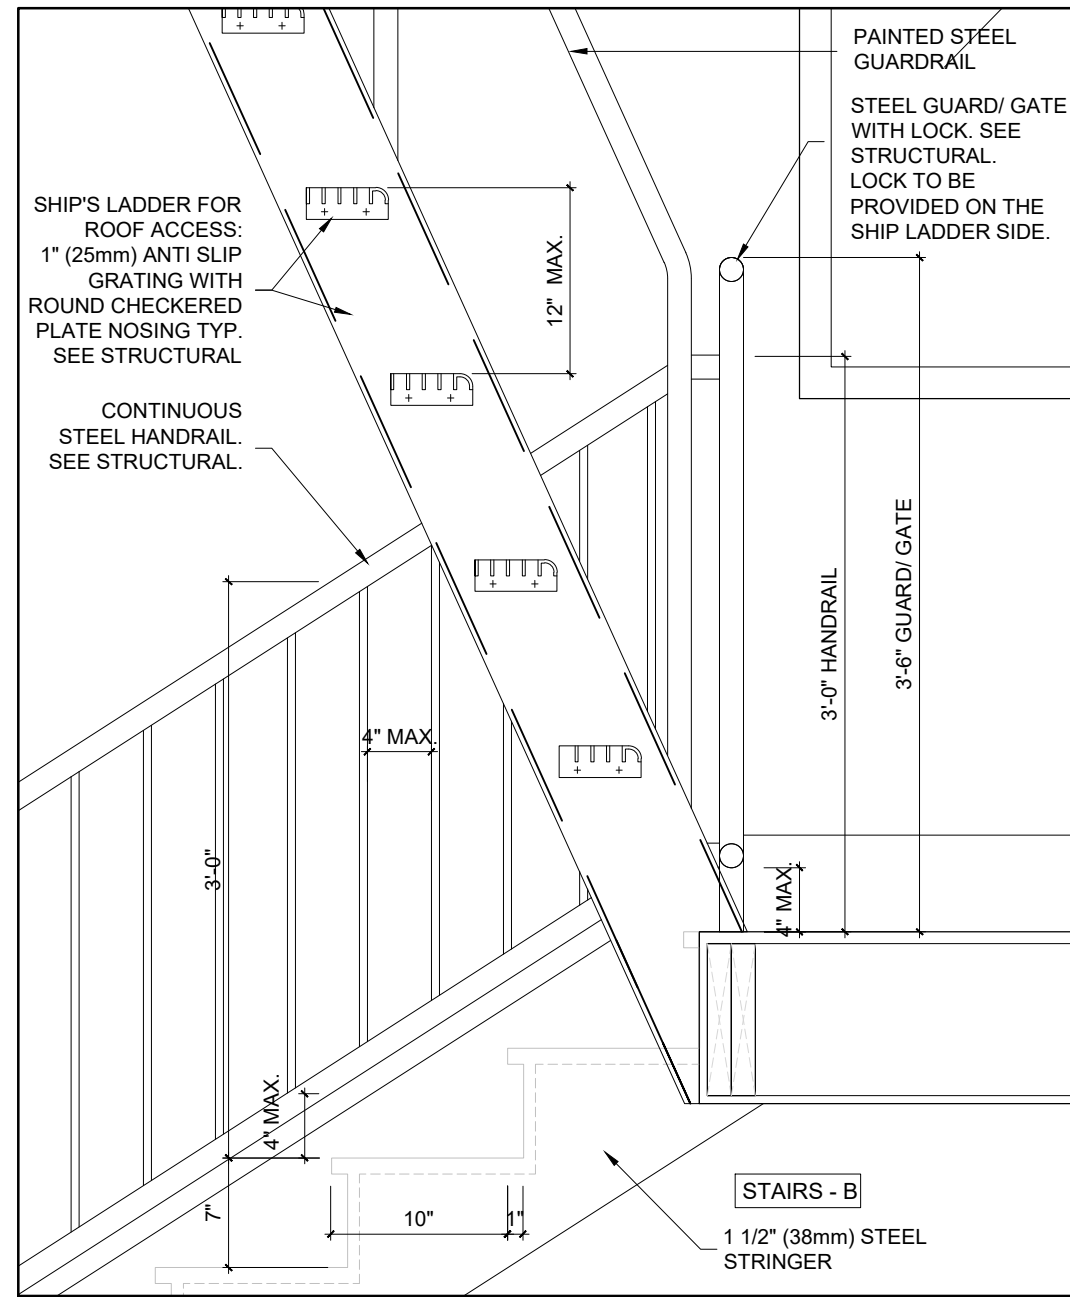 PAINTED STEEL
GUARDRAIL
STEEL GUARD/ GATE
WITH LOCK. SEE
STRUCTURAL.
LOCK TO BE
PROVIDED ON THE
SHIP LADDER SIDE.
SHIP'S LADDER FOR
ROOF ACCESS:
1" (25mm) ANTI SLIP
GRATING WITH
ROUND CHECKERED
PLATE NOSING TYP.
SEE STRUCTURAL
12" MAX.
CONTINUOUS
STEEL HANDRAIL.
SEE STRUCTURAL.
3'-0" HANDRAIL
3'-6" GUARD/ GATE
4" MAX.
3'-0"
4" MAX.
4" MAX.
7"
10"
1"
STAIRS - B
1 1/2" (38mm) STEEL
STRINGER